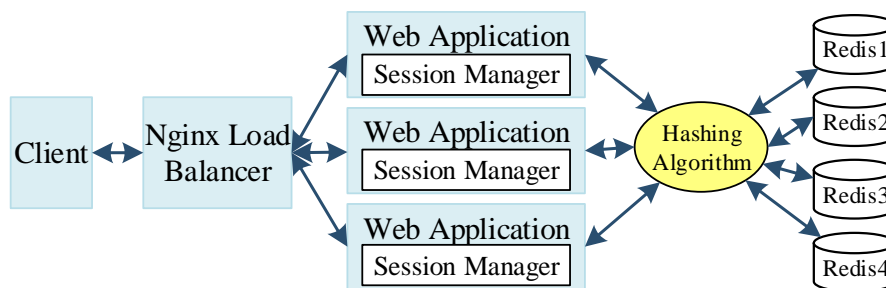 Client
Nginx Load
Balancer
Web Application
Session Manager
Web Application
Session Manager
Web Application
Session Manager
Hashing
Algorithm
Redis1
Redis2
Redis3
Redis4